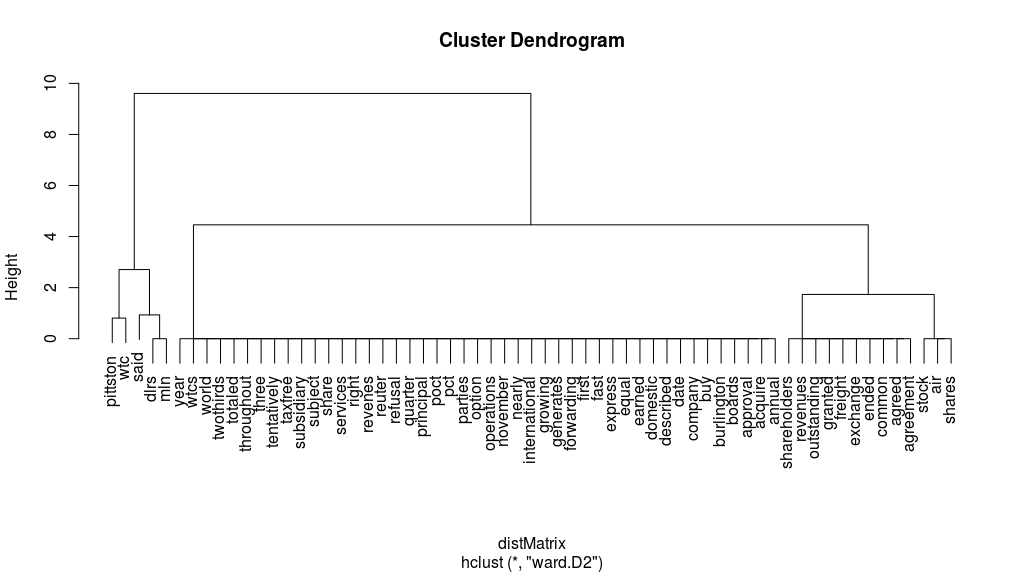 Cluster Dendrogram
Height
10
8
6
4
2
0
pittston
wtc
said
dlrs
mln
year
wtcs
world
twothirds
totaled
throughout
three
tentatively
taxfree
subsidiary
subject
share
services
right
revenes
reuter
refusal
quarter
principal
poct
pct
parties
option
operations
november
nearly
international
growing
generates
forwarding
first
fast
express
equal
earned
domestic
described
date
company
buy
burlington
boards
approval
acquire
annual
shareholders
revenues
outstanding
granted
freight
exchange
ended
common
agreed
agreement
stock
air
shares
distMatrix
hclust (*, "ward.D2")